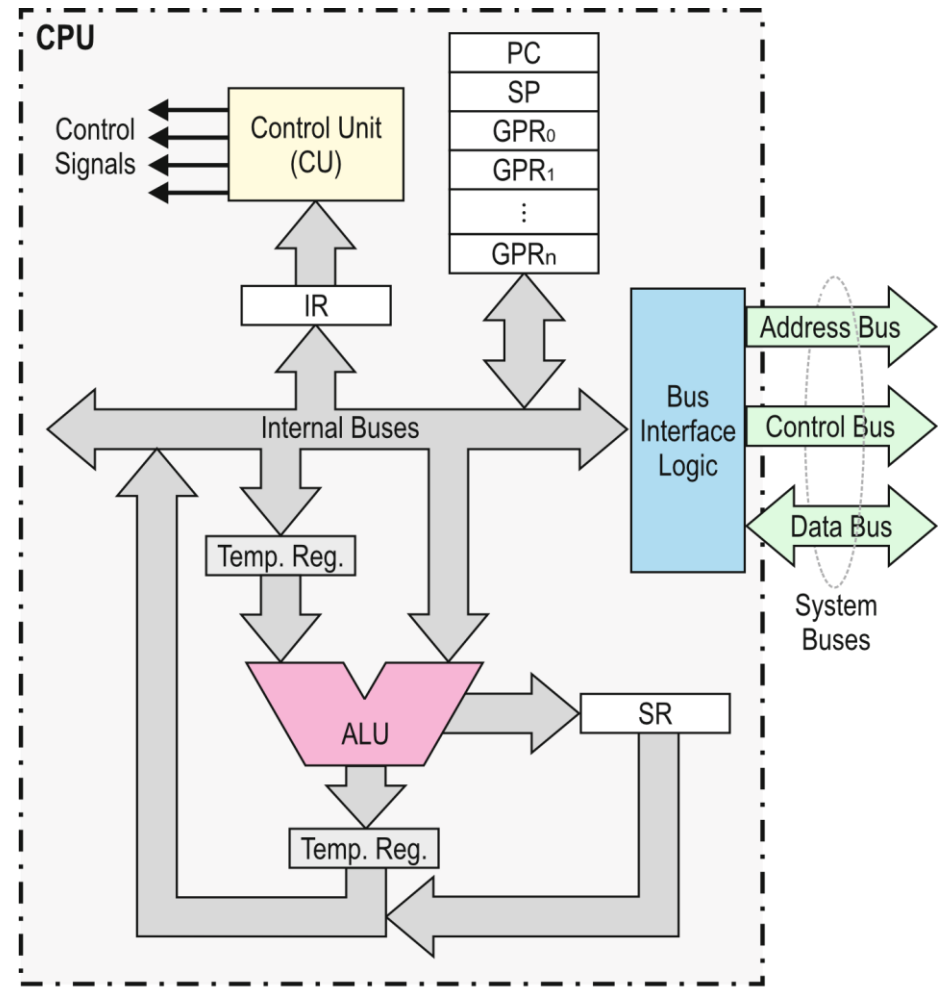 CPU
Control
Signals
Control Unit
(CU)
PC
SP
GPR₀
GPR₁
⋮
GPRn
IR
Internal Buses
Bus
Interface
Logic
Address Bus
Control Bus
Data Bus
System
Buses
Temp. Reg.
ALU
SR
Temp. Reg.